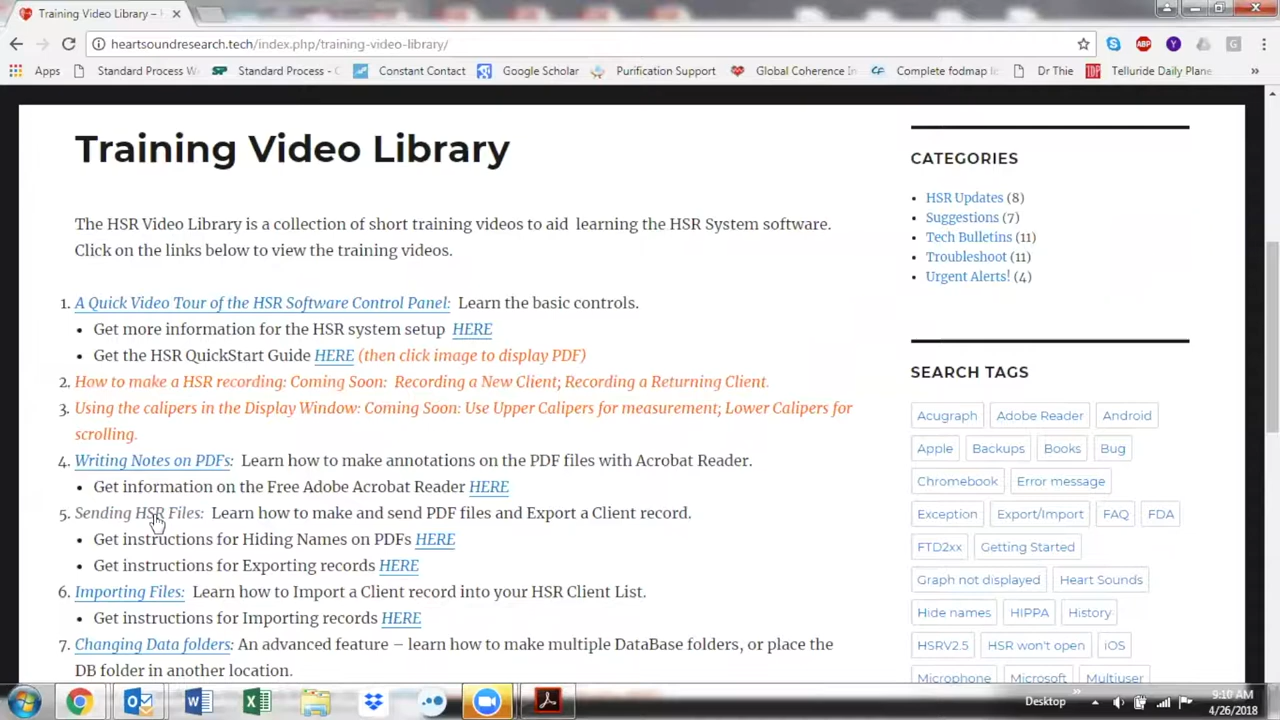 Training Video Library –
heartsoundresearch.tech/index.php/training-video-library/
Apps
Standard Process W
Standard Process -
Constant Contact
Google Scholar
Purification Support
Global Coherence In
Complete fodmap li
Dr Thie
Telluride Daily Plane
Training Video Library
The HSR Video Library is a collection of short training videos to aid learning the HSR System software.
Click on the links below to view the training videos.
1. A Quick Video Tour of the HSR Software Control Panel: Learn the basic controls.
• Get more information for the HSR system setup HERE
• Get the HSR QuickStart Guide HERE (then click image to display PDF)
2. How to make a HSR recording: Coming Soon: Recording a New Client; Recording a Returning Client.
3. Using the calipers in the Display Window: Coming Soon: Use Upper Calipers for measurement; Lower Calipers for
scrolling.
4. Writing Notes on PDFs: Learn how to make annotations on the PDF files with Acrobat Reader.
• Get information on the Free Adobe Acrobat Reader HERE
5. Sending HSR Files: Learn how to make and send PDF files and Export a Client record.
• Get instructions for Hiding Names on PDFs HERE
• Get instructions for Exporting records HERE
6. Importing Files: Learn how to Import a Client record into your HSR Client List.
• Get instructions for Importing records HERE
7. Changing Data folders: An advanced feature – learn how to make multiple DataBase folders, or place the
DB folder in another location.
CATEGORIES
• HSR Updates (8)
• Suggestions (7)
• Tech Bulletins (11)
• Troubleshoot (11)
• Urgent Alerts! (4)
SEARCH TAGS
Acugraph Adobe Reader Android
Apple Backups Books Bug
Chromebook Error message
Exception Export/Import FAQ FDA
FTD2xx Getting Started
Graph not displayed Heart Sounds
Hide names HIPPA History
HSRV2.5 HSR won't open iOS
Microphone Microsoft Multiuser
Desktop
9:10 AM
4/26/2018